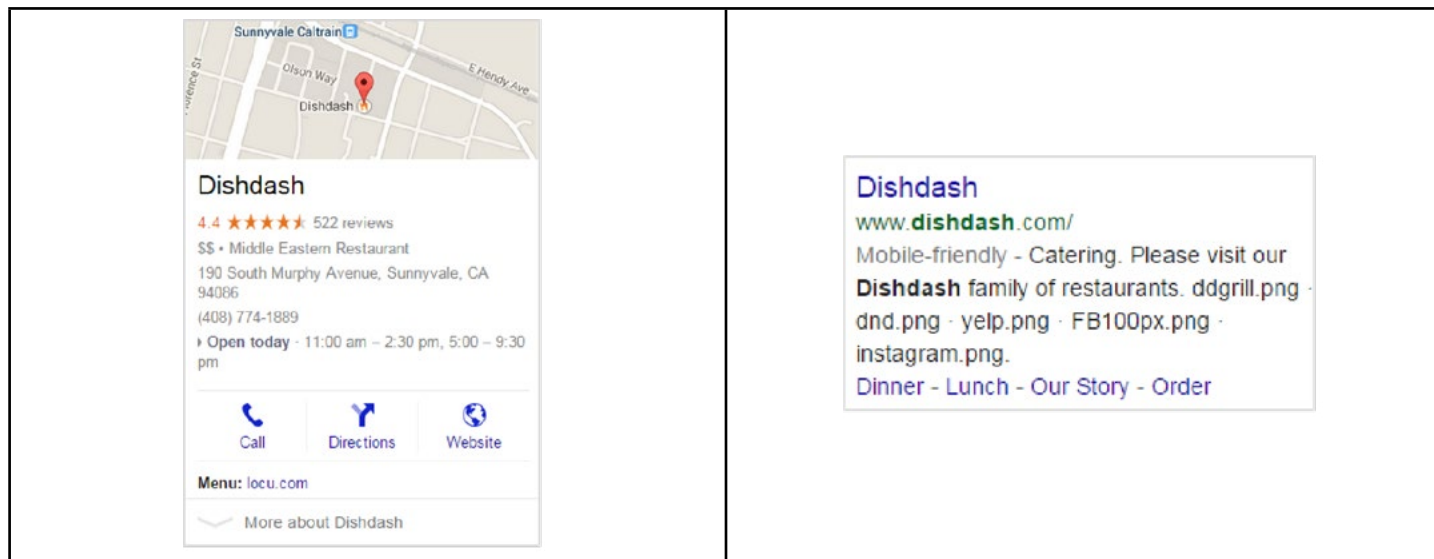 Sunnyvale Caltrain
Olson Way
E Hendy Ave
Dishdash
Dishdash
4.4 522 reviews
$$ • Middle Eastern Restaurant
190 South Murphy Avenue, Sunnyvale, CA
94086
(408) 774-1889
Open today · 11:00 am – 2:30 pm, 5:00 – 9:30
pm
Call Directions Website
Menu: locu.com
More about Dishdash
Dishdash
www.dishdash.com/
Mobile-friendly - Catering. Please visit our
Dishdash family of restaurants. ddgrill.png ·
dnd.png · yelp.png · FB100px.png ·
instagram.png.
Dinner - Lunch - Our Story - Order